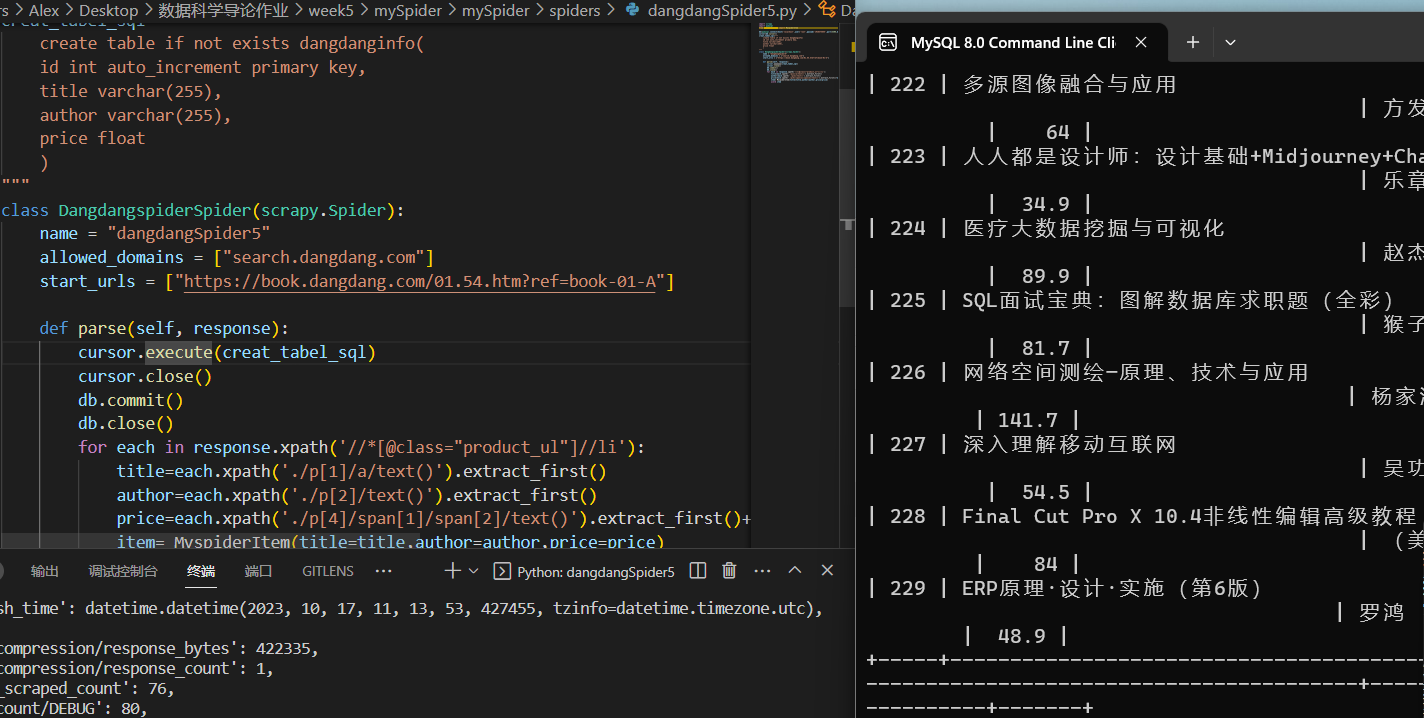 Alex > Desktop > 数据科学导论作业 > week5 > mySpider > mySpider > spiders > dangdangSpider5.py >
creat_tabel_sql
create table if not exists dangdanginfo(
id int auto_increment primary key,
title varchar(255),
author varchar(255),
price float
)
"""
class DangdangspiderSpider(scrapy.Spider):
name = "dangdangSpider5"
allowed_domains = ["search.dangdang.com"]
start_urls = ["https://book.dangdang.com/01.54.htm?ref=book-01-A"]
def parse(self, response):
cursor.execute(creat_tabel_sql)
cursor.close()
db.commit()
db.close()
for each in response.xpath('//*[@class="product_ul"]//li'):
title=each.xpath('./p[1]/a/text()').extract_first()
author=each.xpath('./p[2]/text()').extract_first()
price=each.xpath('./p[4]/span[1]/span[2]/text()').extract_first()+
item= MyspiderItem(title=title,author=author,price=price)
输出 调试控制台 终端 端口 GITLENS ··· Python: dangdangSpider5
sh_time': datetime.datetime(2023, 10, 17, 11, 13, 53, 427455, tzinfo=datetime.timezone.utc),
compression/response_bytes': 422335,
compression/response_count': 1,
_scraped_count': 76,
count/DEBUG': 80,
MySQL 8.0 Command Line Cli
| 222 | 多源图像融合与应用
| 方发
| 64 |
| 223 | 人人都是设计师：设计基础+Midjourney+Cha
| 乐章
| 34.9 |
| 224 | 医疗大数据挖掘与可视化
| 赵杰
| 89.9 |
| 225 | SQL面试宝典：图解数据库求职题（全彩）
| 猴子
| 81.7 |
| 226 | 网络空间测绘—原理、技术与应用
| 杨家
| 141.7 |
| 227 | 深入理解移动互联网
| 吴功
| 54.5 |
| 228 | Final Cut Pro X 10.4非线性编辑高级教程
| （美
| 84 |
| 229 | ERP原理·设计·实施（第6版）
| 罗鸿
| 48.9 |